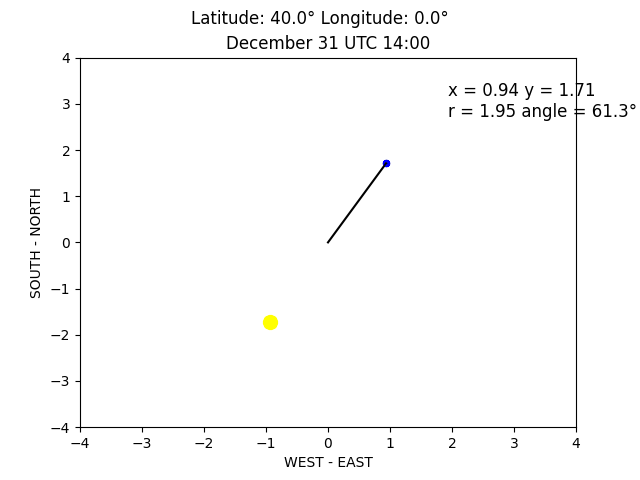 Latitude: 40.0° Longitude: 0.0°
December 31 UTC 14:00
x = 0.94 y = 1.71
r = 1.95 angle = 61.3°
4
3
2
1
0
−1
−2
−3
−4
SOUTH - NORTH
−4 −3 −2 −1 0 1 2 3 4
WEST - EAST